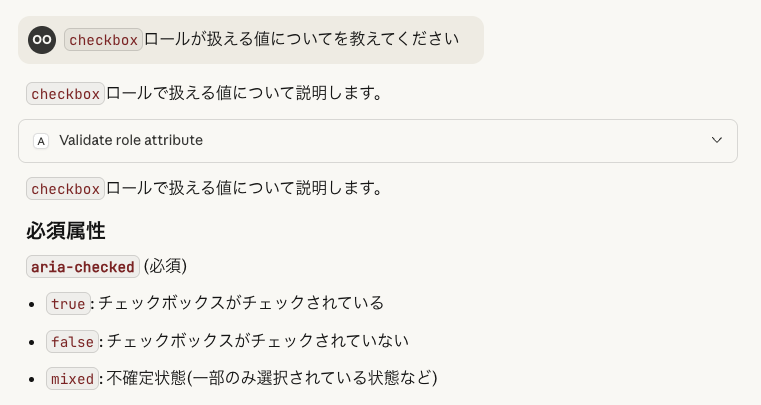 OO checkboxロールが扱える値についてを教えてください
checkboxロールで扱える値について説明します。
A Validate role attribute
checkboxロールで扱える値について説明します。
必須属性
aria-checked (必須)
• true: チェックボックスがチェックされている
• false: チェックボックスがチェックされていない
• mixed: 不確定状態(一部のみ選択されている状態など)